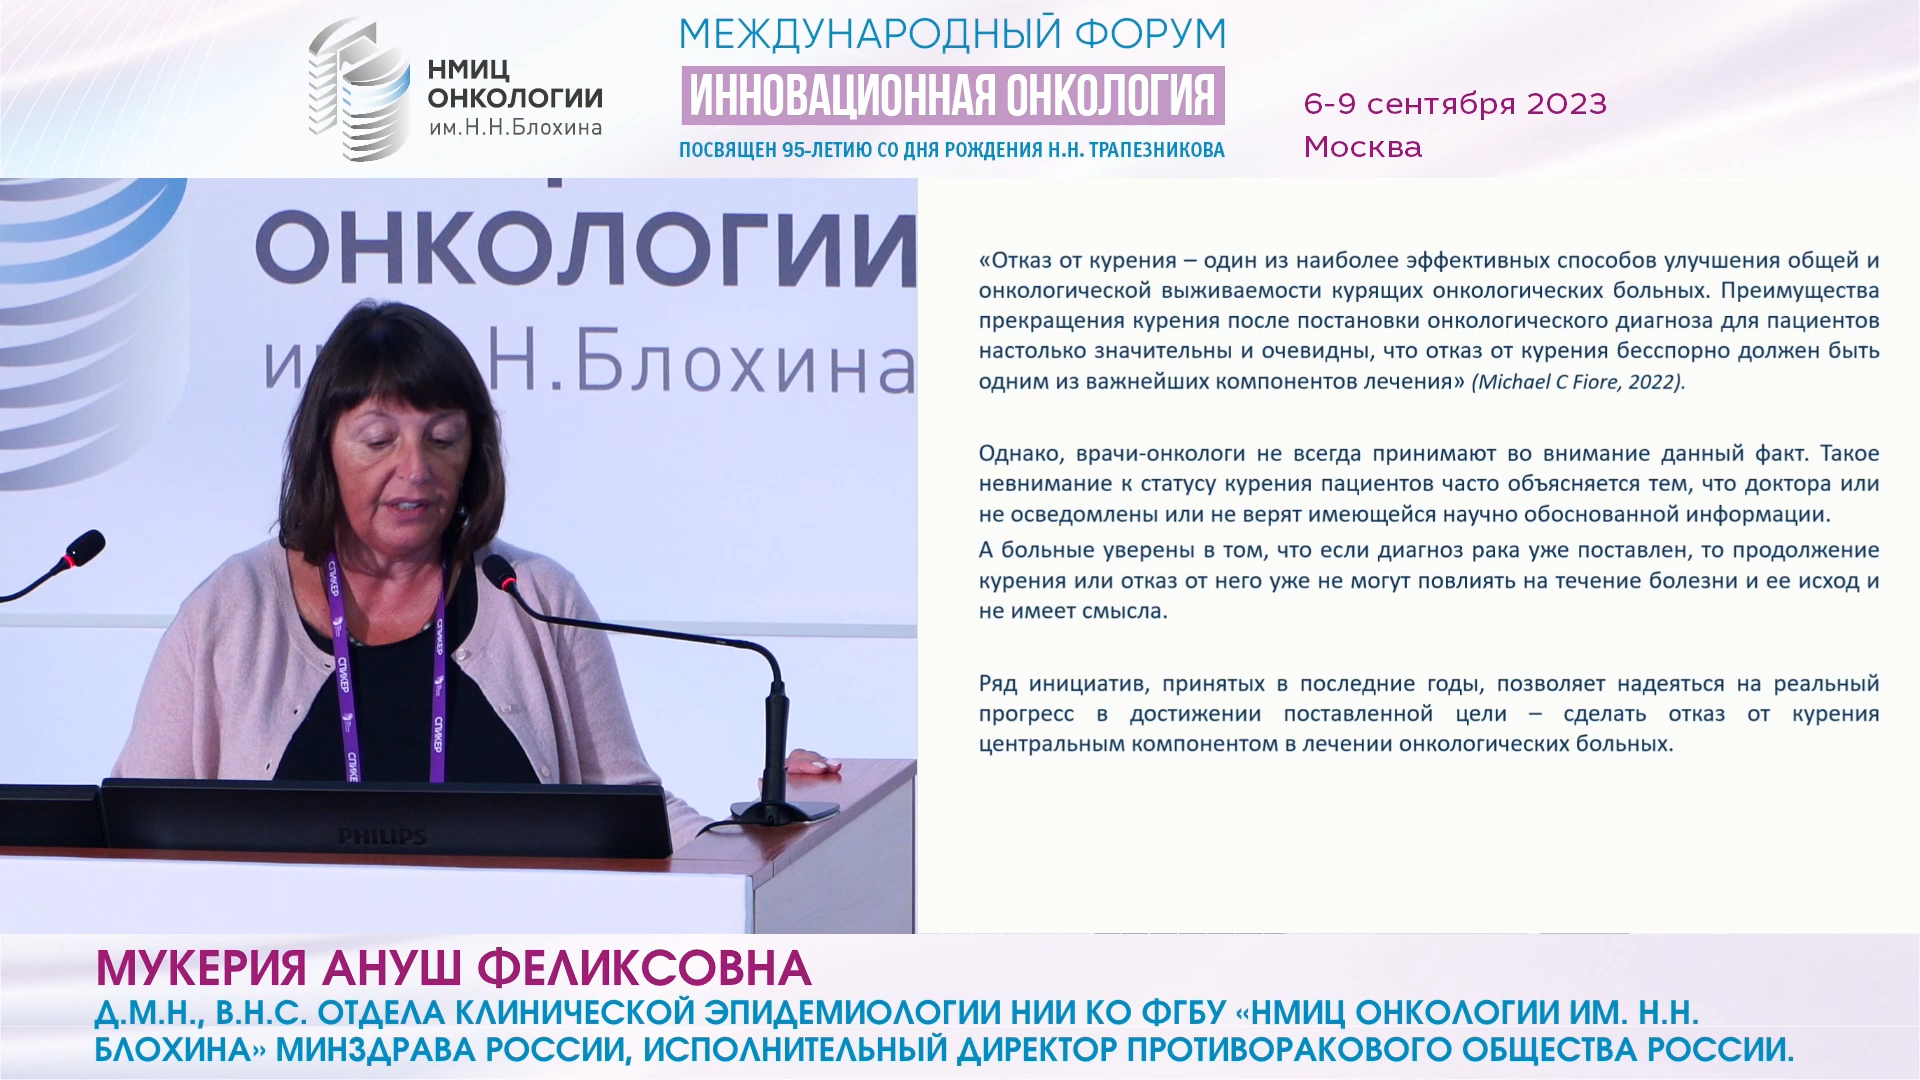 НМИЦ
ОНКОЛОГИИ
им.Н.Н.Блохина
МЕЖДУНАРОДНЫЙ ФОРУМ
ИННОВАЦИОННАЯ ОНКОЛОГИЯ
ПОСВЯЩЕН 95-ЛЕТИЮ СО ДНЯ РОЖДЕНИЯ Н.Н. ТРАПЕЗНИКОВА
6-9 сентября 2023
Москва
ОНКОЛОГИИ
Н.Блохина
СПИКЕР
СПИКЕР
СПИКЕР
СПИКЕР
PHILIPS
«Отказ от курения – один из наиболее эффективных способов улучшения общей и
онкологической выживаемости курящих онкологических больных. Преимущества
прекращения курения после постановки онкологического диагноза для пациентов
настолько значительны и очевидны, что отказ от курения бесспорно должен быть
одним из важнейших компонентов лечения» (Michael C Fiore, 2022).
Однако, врачи-онкологи не всегда принимают во внимание данный факт. Такое
невнимание к статусу курения пациентов часто объясняется тем, что доктора или
не осведомлены или не верят имеющейся научно обоснованной информации.
А больные уверены в том, что если диагноз рака уже поставлен, то продолжение
курения или отказ от него уже не могут повлиять на течение болезни и ее исход и
не имеет смысла.
Ряд инициатив, принятых в последние годы, позволяет надеяться на реальный
прогресс в достижении поставленной цели – сделать отказ от курения
центральным компонентом в лечении онкологических больных.
МУКЕРИЯ АНУШ ФЕЛИКСОВНА
Д.М.Н., В.Н.С. ОТДЕЛА КЛИНИЧЕСКОЙ ЭПИДЕМИОЛОГИИ НИИ КО ФГБУ «НМИЦ ОНКОЛОГИИ ИМ. Н.Н.
БЛОХИНА» МИНЗДРАВА РОССИИ, ИСПОЛНИТЕЛЬНЫЙ ДИРЕКТОР ПРОТИВОРАКОВОГО ОБЩЕСТВА РОССИИ.